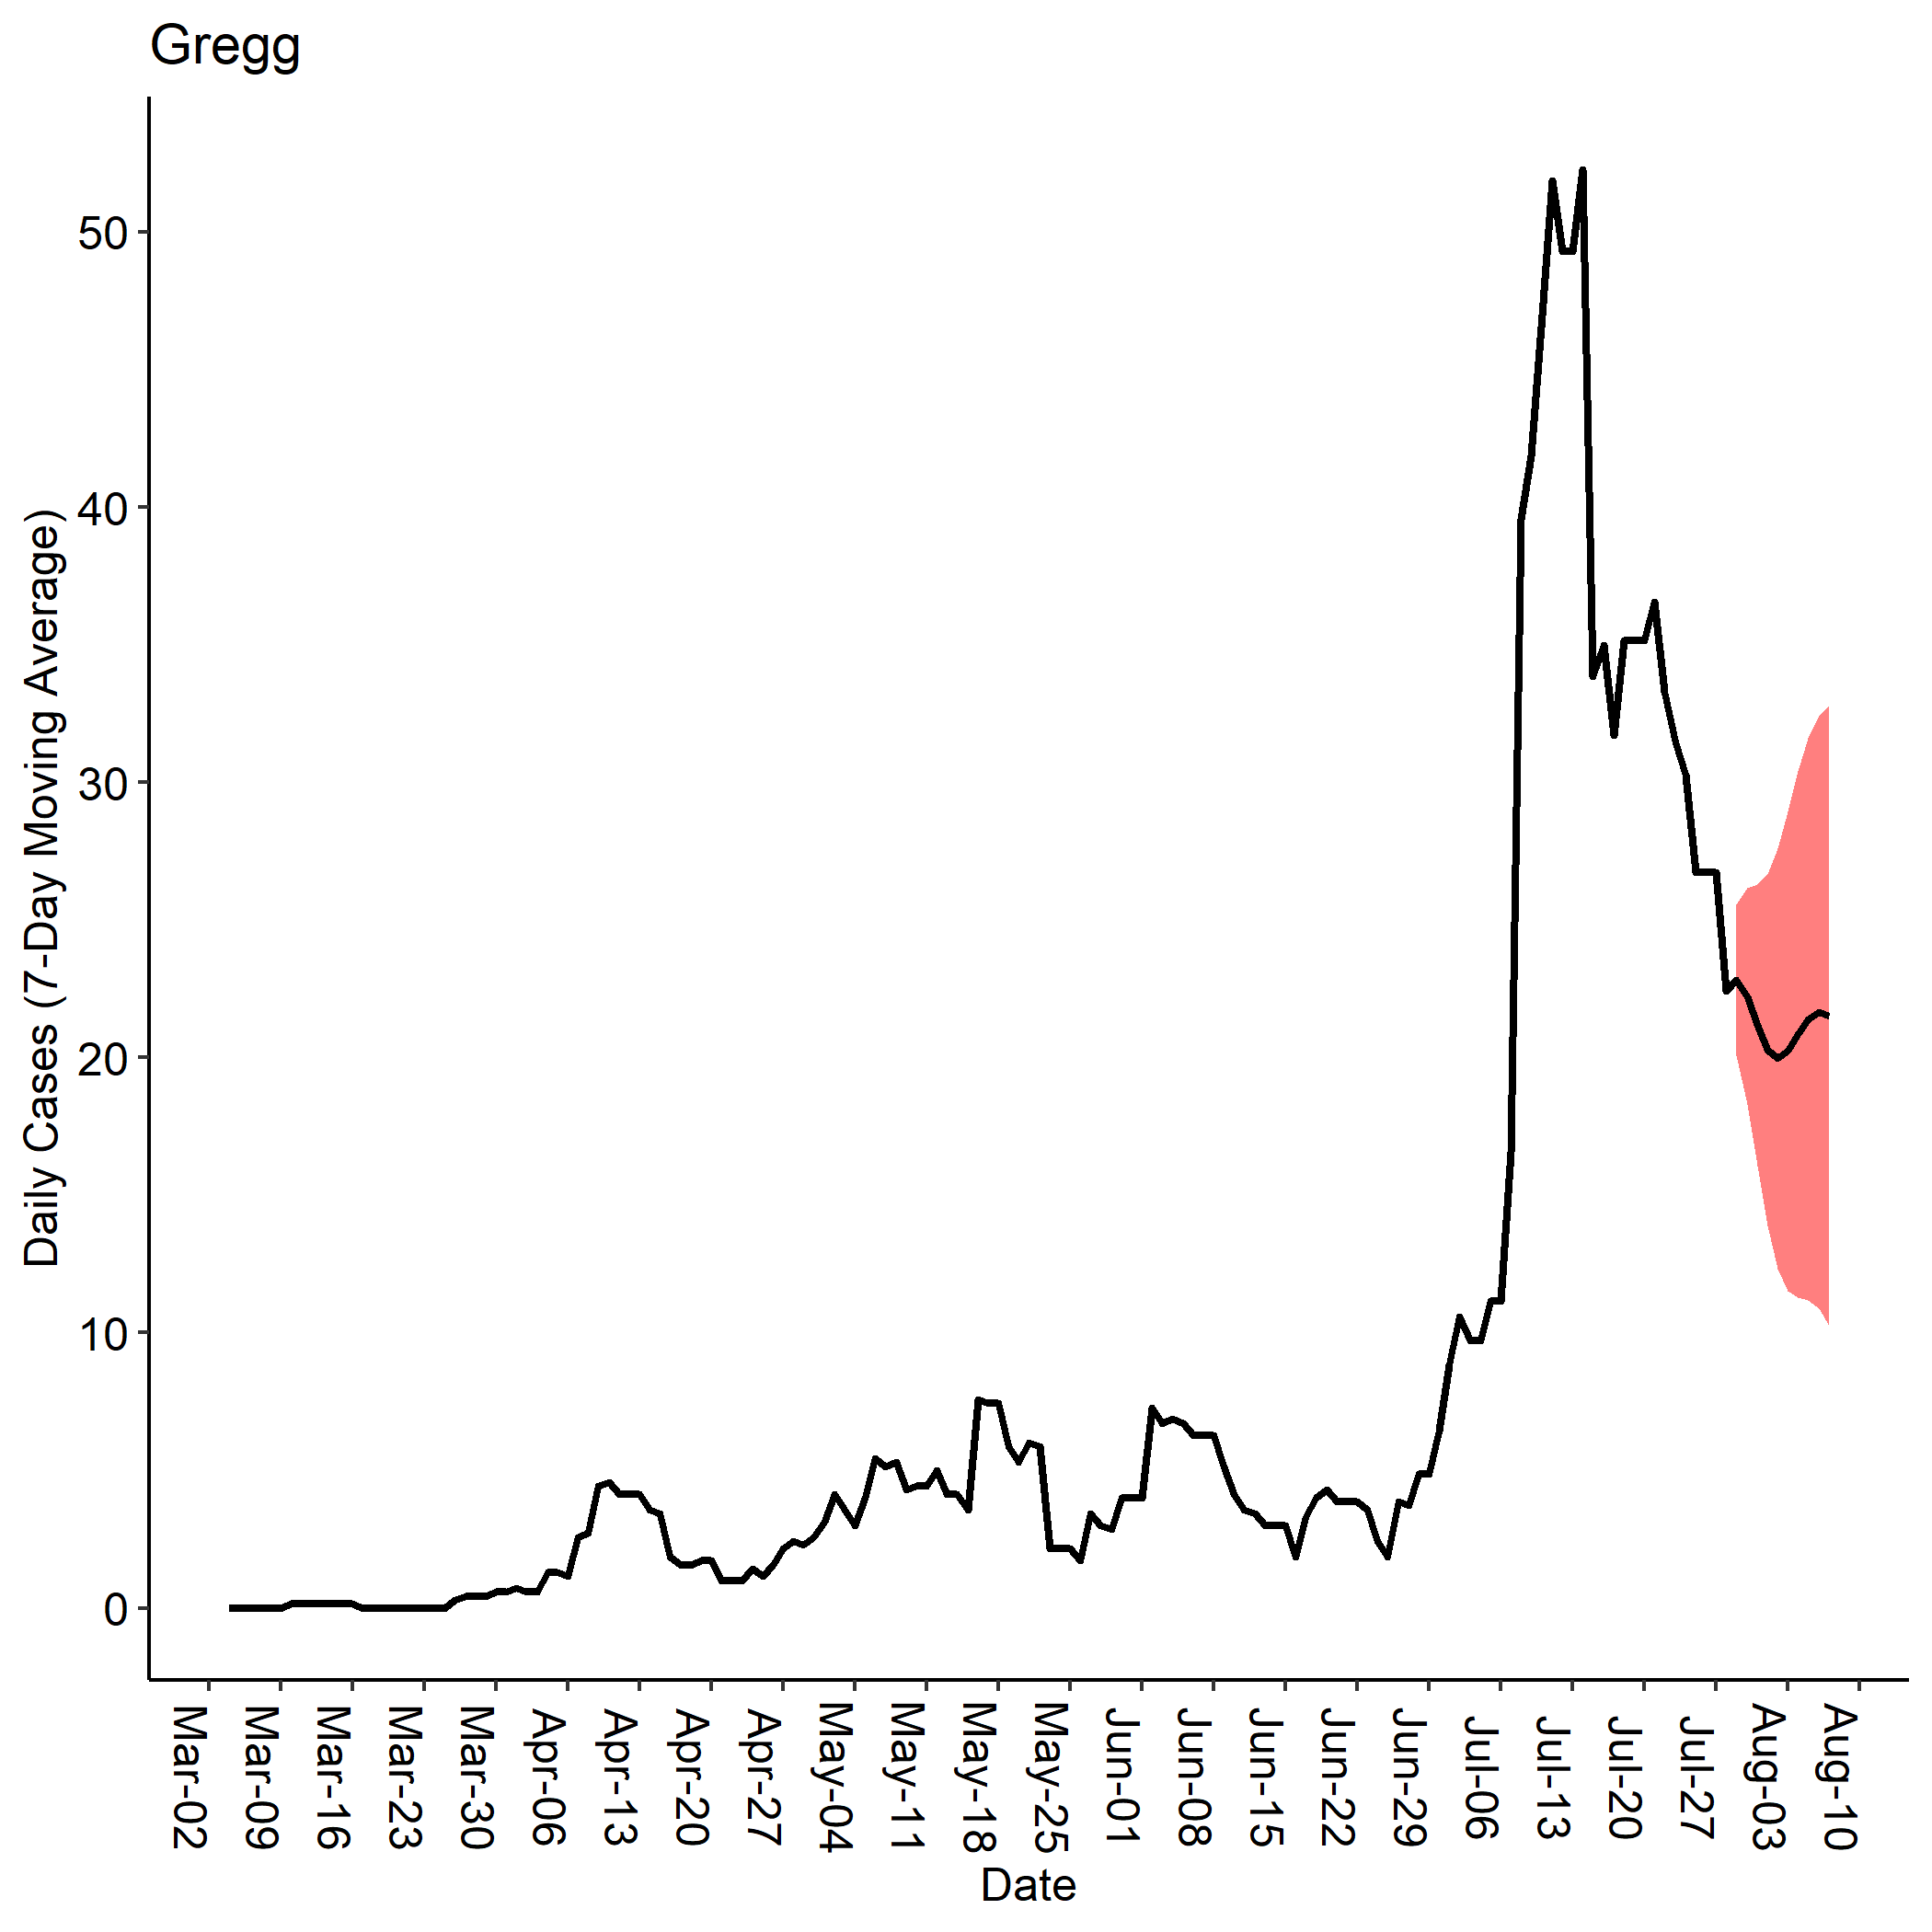 Gregg
Daily Cases (7-Day Moving Average)
50
40
30
20
10
0
Mar-02
Mar-09
Mar-16
Mar-23
Mar-30
Apr-06
Apr-13
Apr-20
Apr-27
May-04
May-11
May-18
May-25
Jun-01
Jun-08
Jun-15
Jun-22
Jun-29
Jul-06
Jul-13
Jul-20
Jul-27
Aug-03
Aug-10
Date